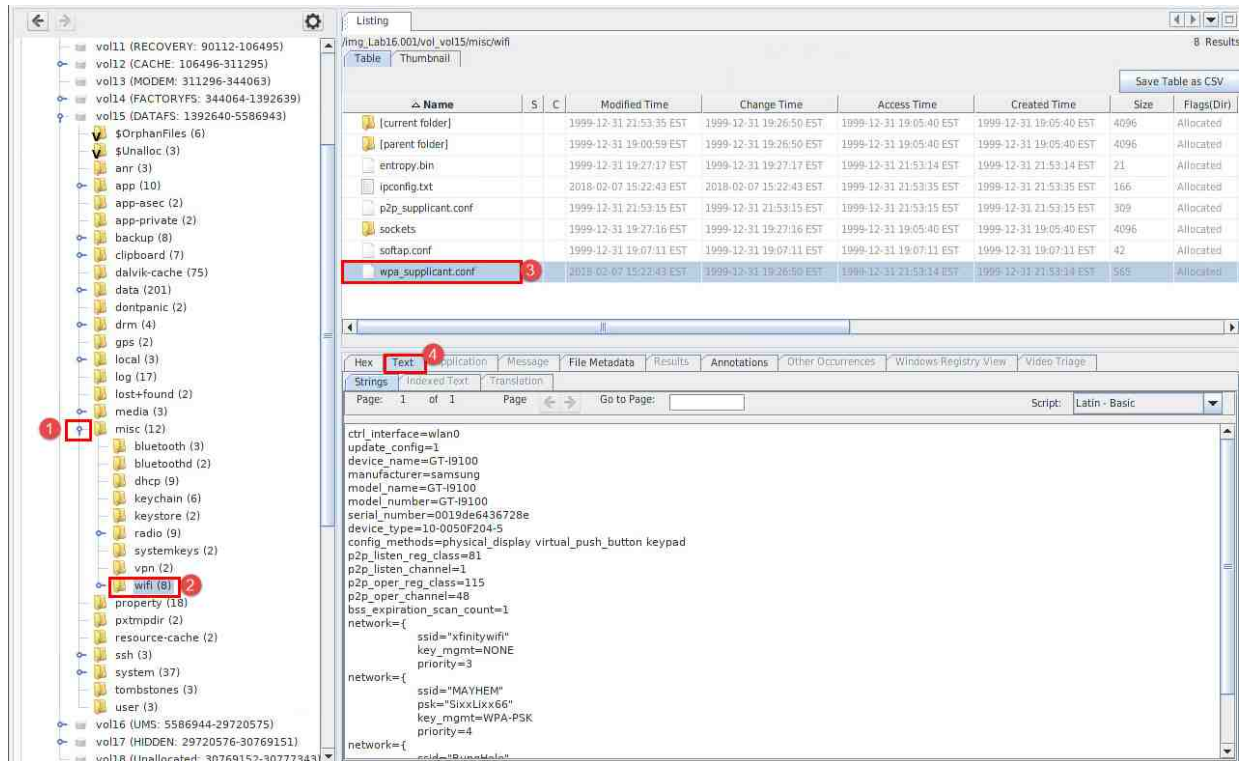 Listing
vol11 (RECOVERY: 90112-106495)
vol12 (CACHE: 106496-311295)
vol13 (MODEM: 311296-344063)
vol14 (FACTORYFS: 344064-1392639)
vol15 (DATAFS: 1392640-5586943)
$OrphanFiles (6)
$Unalloc (3)
anr (3)
app (10)
app-asec (2)
app-private (2)
backup (8)
clipboard (7)
dalvik-cache (75)
data (201)
dontpanic (2)
drm (4)
gps (2)
local (3)
log (17)
lost+found (2)
media (3)
1 misc (12)
bluetooth (3)
bluetoothd (2)
dhcp (9)
keychain (6)
keystore (2)
radio (9)
systemkeys (2)
vpn (2)
wifi (8) 2
property (18)
pxtmpdir (2)
resource-cache (2)
ssh (3)
system (37)
tombstones (3)
user (3)
vol16 (UMS: 5586944-29720575)
vol17 (HIDDEN: 29720576-30769151)
vol18 (Unallocated: 30769152-30777343)
/img_Lab16.001/vol_vol15/misc/wifi 8 Results
Table Thumbnail
Save Table as CSV
Name S C Modified Time Change Time Access Time Created Time Size Flags(Dir)
[current folder] 1999-12-31 21:53:35 EST 1999-12-31 19:26:50 EST 1999-12-31 19:05:40 EST 1999-12-31 19:05:40 EST 4096 Allocated
[parent folder] 1999-12-31 19:00:59 EST 1999-12-31 19:26:50 EST 1999-12-31 19:05:40 EST 1999-12-31 19:05:40 EST 4096 Allocated
entropy.bin 1999-12-31 19:27:17 EST 1999-12-31 19:27:17 EST 1999-12-31 21:53:14 EST 1999-12-31 21:53:14 EST 21 Allocated
ipconfig.txt 2018-02-07 15:22:43 EST 2018-02-07 15:22:43 EST 1999-12-31 21:53:35 EST 1999-12-31 21:53:35 EST 166 Allocated
p2p_supplicant.conf 1999-12-31 21:53:15 EST 1999-12-31 21:53:15 EST 1999-12-31 21:53:15 EST 1999-12-31 21:53:15 EST 309 Allocated
sockets 1999-12-31 19:27:16 EST 1999-12-31 19:27:16 EST 1999-12-31 19:05:40 EST 1999-12-31 19:05:40 EST 4096 Allocated
softap.conf 1999-12-31 19:07:11 EST 1999-12-31 19:07:11 EST 1999-12-31 19:07:11 EST 1999-12-31 19:07:11 EST 42 Allocated
wpa_supplicant.conf 3 2018-02-07 15:22:43 EST 1999-12-31 19:26:50 EST 1999-12-31 21:53:14 EST 1999-12-31 21:53:14 EST 565 Allocated
Hex Text 4 Application Message File Metadata Results Annotations Other Occurrences Windows Registry View Video Triage
Strings Indexed Text Translation
Page: 1 of 1 Page Go to Page: Script: Latin - Basic
ctrl_interface=wlan0
update_config=1
device_name=GT-I9100
manufacturer=samsung
model_name=GT-I9100
model_number=GT-I9100
serial_number=0019de6436728e
device_type=10-0050F204-5
config_methods=physical_display virtual_push_button keypad
p2p_listen_reg_class=81
p2p_listen_channel=1
p2p_oper_reg_class=115
p2p_oper_channel=48
bss_expiration_scan_count=1
network={
ssid="xfinitywifi"
key_mgmt=NONE
priority=3
network={
ssid="MAYHEM"
psk="SixxLixx66"
key_mgmt=WPA-PSK
priority=4
network={
ssid="BungHole"